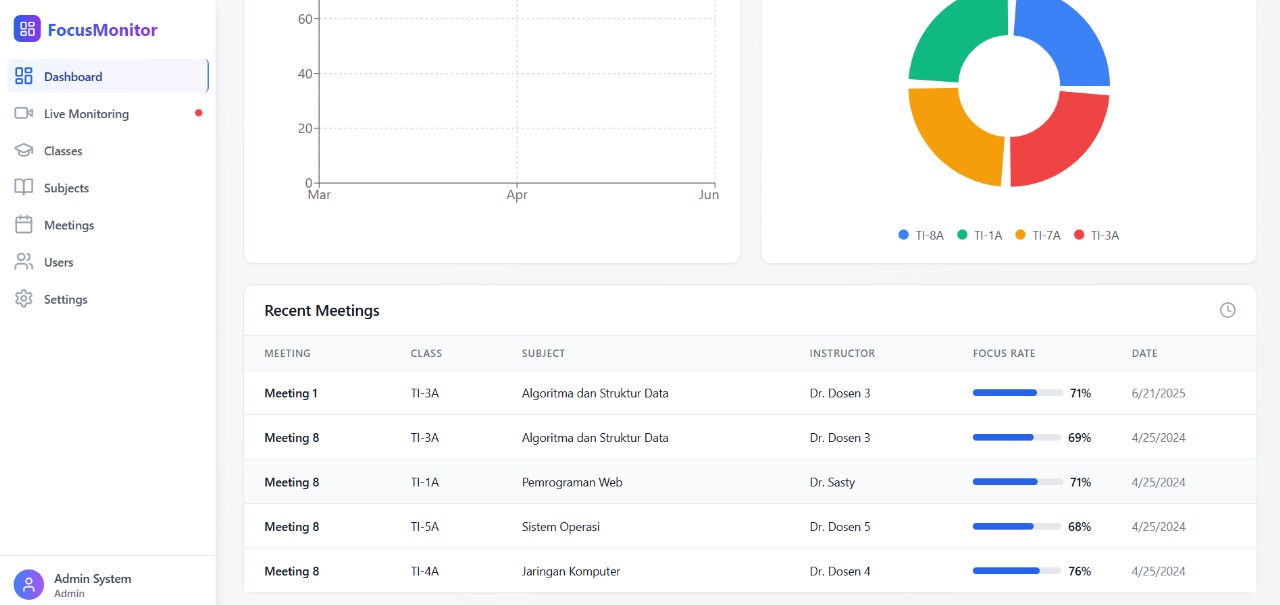 FocusMonitor
Dashboard
Live Monitoring
Classes
Subjects
Meetings
Users
Settings
Admin System
Admin
60
40
20
0
Mar Apr Jun
TI-8A TI-1A TI-7A TI-3A
Recent Meetings
MEETING CLASS SUBJECT INSTRUCTOR FOCUS RATE DATE
Meeting 1 TI-3A Algoritma dan Struktur Data Dr. Dosen 3 71% 6/21/2025
Meeting 8 TI-3A Algoritma dan Struktur Data Dr. Dosen 3 69% 4/25/2024
Meeting 8 TI-1A Pemrograman Web Dr. Sasty 71% 4/25/2024
Meeting 8 TI-5A Sistem Operasi Dr. Dosen 5 68% 4/25/2024
Meeting 8 TI-4A Jaringan Komputer Dr. Dosen 4 76% 4/25/2024